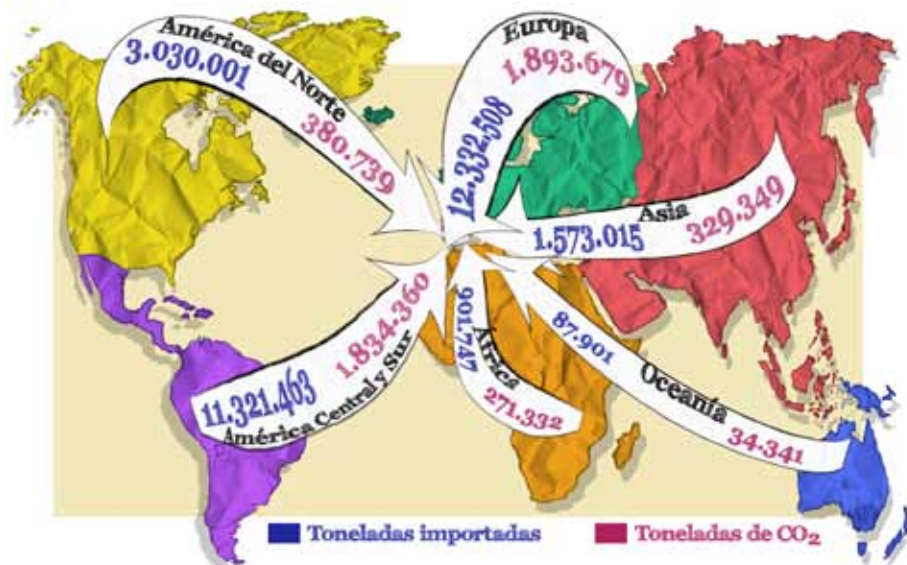 América del Norte
3.030.001
380.739
Europa
1.893.679
12.332.508
Asia
1.573.015
329.349
América Central y Sur
11.321.463
1.834.360
África
901.747
271.332
Oceanía
87.901
34.341
Toneladas importadas
Toneladas de CO₂